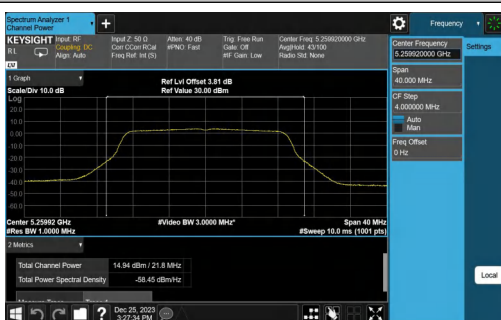 Spectrum Analyzer 1
Channel Power
Frequency
KEYSIGHT
Input: RF
Coupling: DC
Align: Auto
Input Z: 50 Ω
Corr CCorr RCal
Freq Ref: Int (S)
Atten: 40 dB
#PNO: Fast
Trig: Free Run
Gate: Off
#IF Gain: Low
Center Freq: 5.259920000 GHz
Avg|Hold: 43/100
Radio Std: None
R L
LVI
Center Frequency
5.259920000 GHz
Settings
Span
40.000 MHz
CF Step
4.000000 MHz
Auto
Man
Freq Offset
0 Hz
1 Graph
Scale/Div 10.0 dB
Ref Lvl Offset 3.81 dB
Ref Value 30.00 dBm
Log
20.0
10.0
0.00
-10.0
-20.0
-30.0
-40.0
-50.0
-60.0
Center 5.25992 GHz
#Video BW 3.0000 MHz*
Span 40 MHz
#Res BW 1.0000 MHz
#Sweep 10.0 ms (1001 pts)
2 Metrics
Total Channel Power
14.94 dBm / 21.8 MHz
Total Power Spectral Density
-58.45 dBm/Hz
Local
?
Dec 25, 2023
3:27:34 PM